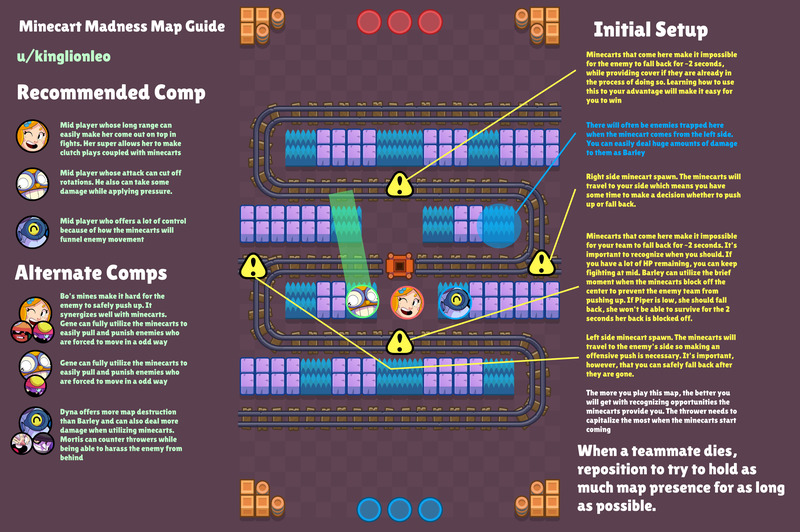 Minecart Madness Map Guide
u/kinglionleo
Recommended Comp
Mid player whose long range can
easily make her come out on top in
fights. Her super allows her to make
clutch plays coupled with minecarts
Mid player whose attack can cut off
rotations. He also can take some
damage while applying pressure.
Mid player who offers a lot of control
because of how the minecarts will
funnel enemy movement
Alternate Comps
Bo's mines make it hard for the
enemy to safely push up. It
synergizes well with minecarts.
Gene can fully utilize the minecarts to
easily pull and punish enemies who
are forced to move in a odd way
Gene can fully utilize the minecarts to
easily pull and punish enemies who
are forced to move in a odd way
Dyna offers more map destruction
than Barley and can also deal more
damage when utilizing minecarts.
Mortis can counter throwers while
being able to harass the enemy from
behind
Initial Setup
Minecarts that come here make it impossible
for the enemy to fall back for ~2 seconds,
while providing cover if they are already in
the process of doing so. Learning how to use
this to your advantage will make it easy for
you to win
There will often be enemies trapped here
when the minecart comes from the left side.
You can easily deal huge amounts of damage
to them as Barley
Right side minecart spawn. The minecarts will
travel to your side which means you have
some time to make a decision whether to push
up or fall back.
Minecarts that come here make it impossible
for your team to fall back for ~2 seconds. It's
important to recognize when you should. If
you have a lot of HP remaining, you can keep
figihting at mid. Barley can utilize the brief
moment when the minecarts block off the
center to prevent the enemy team from
pushing up. If Piper is low, she should fall
back, she won't be able to survive for the 2
seconds her back is blocked off.
Left side minecart spawn. The minecarts will
travel to the enemy's side so making an
offensive push is necessary. It's important,
however, that you can safely fall back after
they are gone.
The more you play this map, the better you
will get with recognizing so oportunities the
minecarts provide you. The thrower needs to
capitalize the most when the minecarts start
coming
When a teammate dies,
reposition to try to hold as
much map presence for as long
as possible.